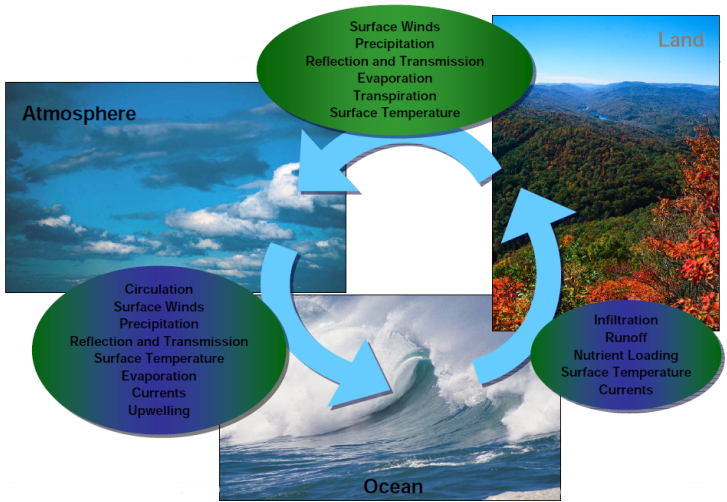 Surface Winds
Precipitation
Reflection and Transmission
Evaporation
Transpiration
Surface Temperature
Land
Atmosphere
Circulation
Surface Winds
Precipitation
Reflection and Transmission
Surface Temperature
Evaporation
Currents
Upwelling
Infiltration
Runoff
Nutrient Loading
Surface Temperature
Currents
Ocean